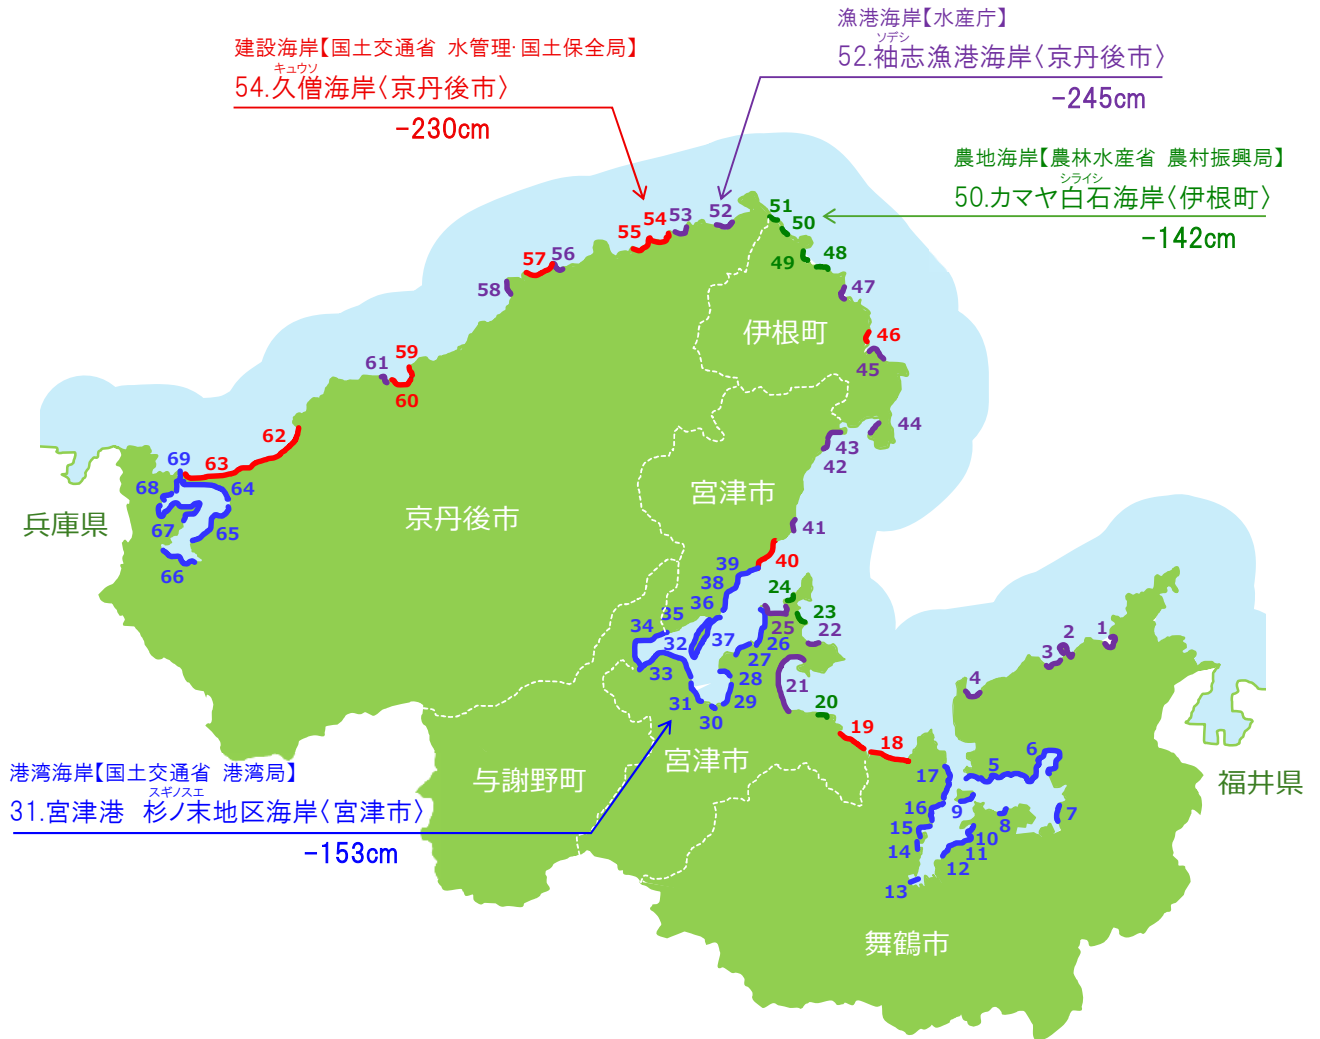 漁港海岸【水産庁】
ソデシ
52.袖志漁港海岸〈京丹後市〉
-245cm
建設海岸【国土交通省 水管理・国土保全局】
キュウソ
54.久僧海岸〈京丹後市〉
-230cm
農地海岸【農林水産省 農村振興局】
シライシ
50.カマヤ白石海岸〈伊根町〉
-142cm
51
52
53
54
55
50
56
57
49
48
58
47
伊根町
46
45
59
61
60
44
43
42
62
69
63
68
64
宮津市
京丹後市
兵庫県
67
65
41
66
40
39
38
24
36
35
34
23
25
22
37
32
26
27
33
28
21
31
29
30
20
1
2
3
4
19
18
宮津市
与謝野町
港湾海岸【国土交通省 港湾局】
スギノスエ
31.宮津港 杉ノ末地区海岸〈宮津市〉
-153cm
6
5
17
福井県
16
9
7
8
15
10
14
11
12
13
舞鶴市